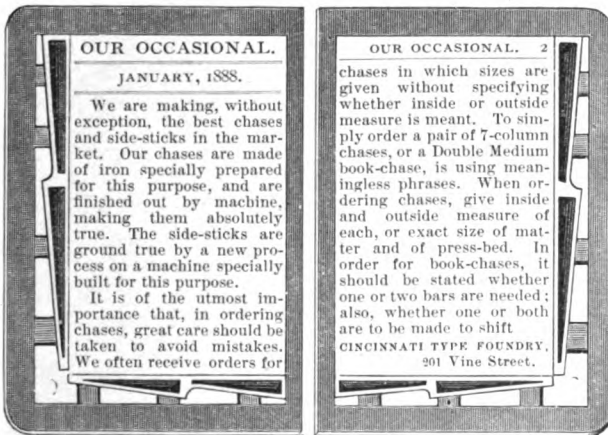 OUR OCCASIONAL.
JANUARY, 1888.
We are making, without
exception, the best chases
and side-sticks in the mar-
ket. Our chases are made
of iron specially prepared
for this purpose, and are
finished out by machine,
making them absolutely
true. The side-sticks are
ground true by a new pro-
cess on a machine specially
built for this purpose.
It is of the utmost im-
portance that, in ordering
chases, great care should be
taken to avoid mistakes.
We often receive orders for
OUR OCCASIONAL. 2
chases in which sizes are
given without specifying
whether inside or outside
measure is meant. To sim-
ply order a pair of 7-column
chases, or a Double Medium
book-chase, is using mean-
ingless phrases. When or-
dering chases, give inside
and outside measure of
each, or exact size of mat-
ter and of press-bed. In
order for book-chases, it
should be stated whether
one or two bars are needed;
also, whether one or both
are to be made to shift
CINCINNATI TYPE FOUNDRY,
201 Vine Street.